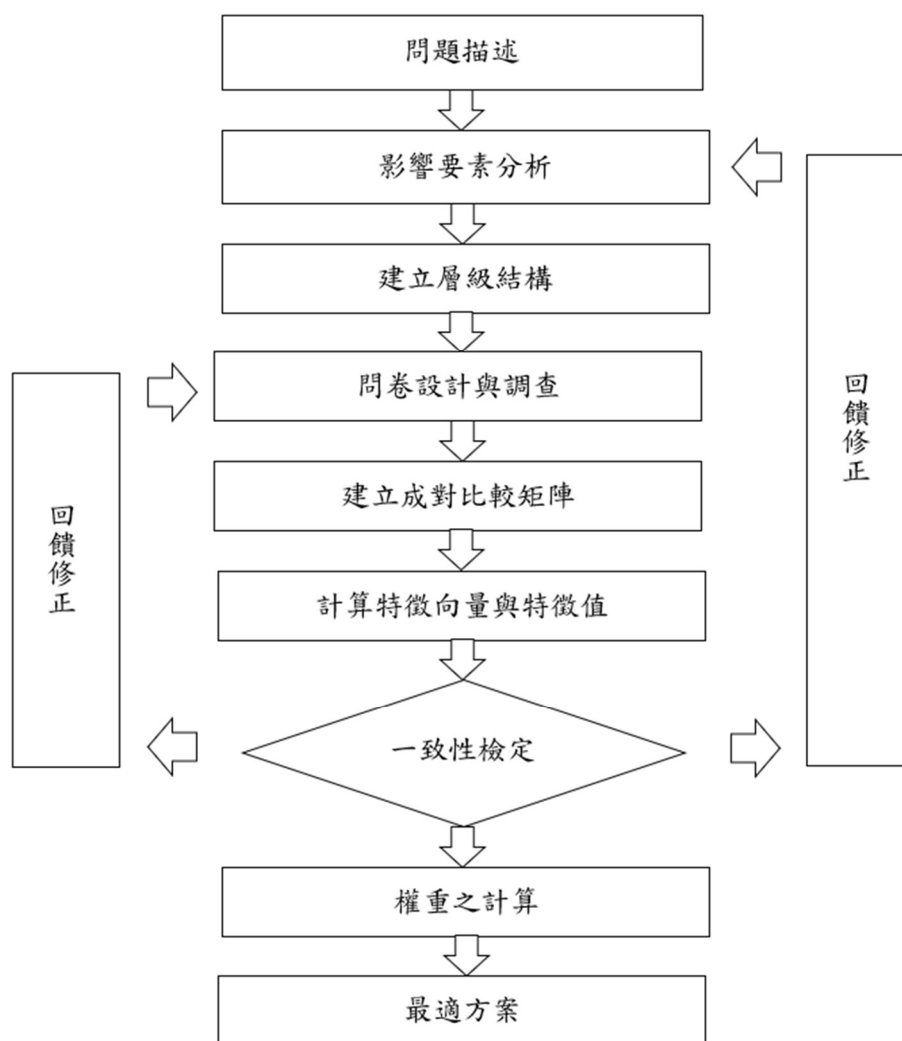 問題描述
影響要素分析
建立層級結構
問卷設計與調查
建立成對比較矩陣
計算特徵向量與特徵值
一致性檢定
權重之計算
最適方案
回饋修正
回饋修正